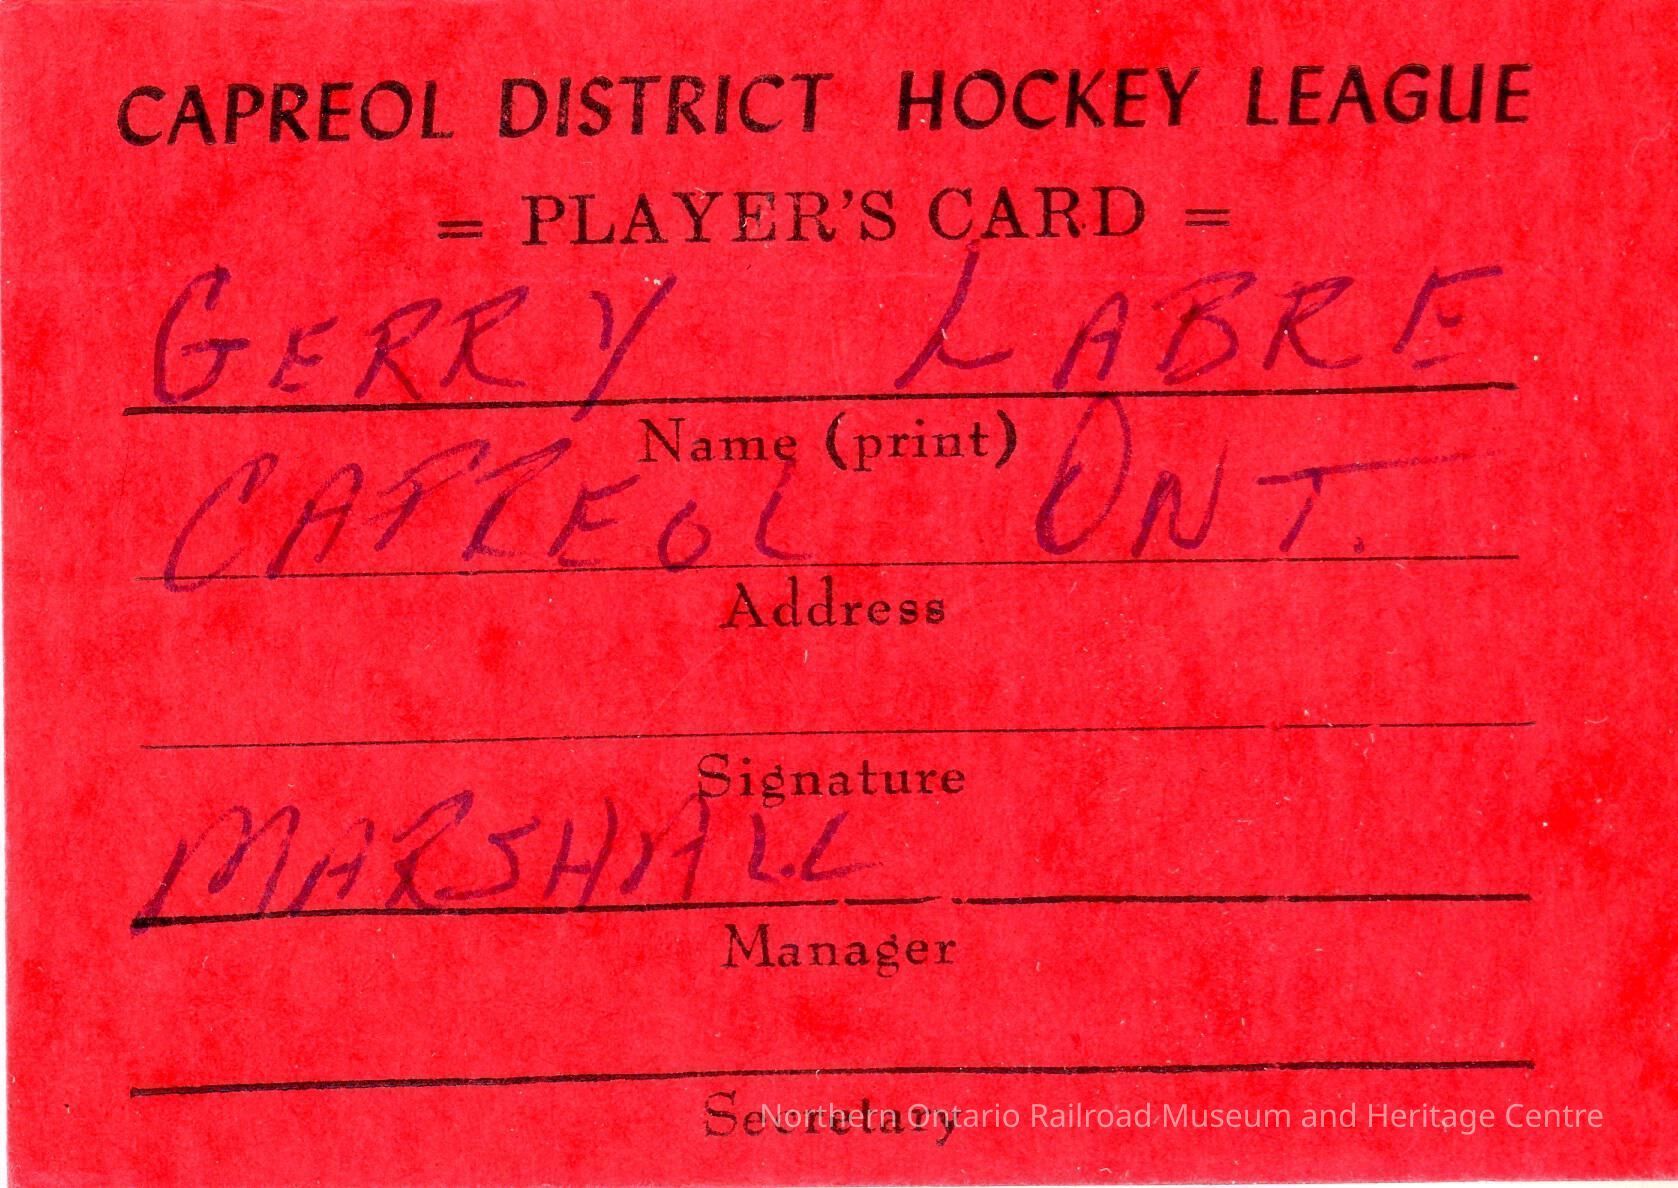 CAPREOL DISTRICT HOCKEY LEAGUE
= PLAYER'S CARD =
GERRY LABRE
Name (print)
CAPREOL ONT.
Address
Signature
MARSHALL
Manager
Secretary
Northern Ontario Railroad Museum and Heritage Centre